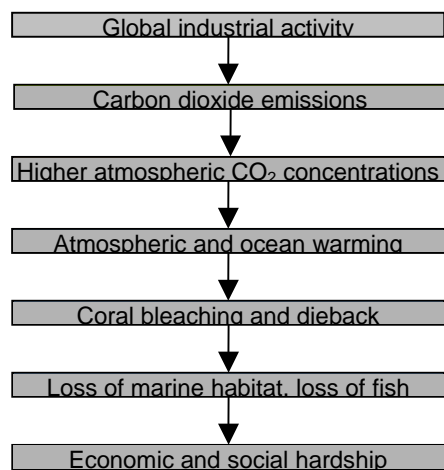 Global industrial activity
Carbon dioxide emissions
Higher atmospheric CO₂ concentrations
Atmospheric and ocean warming
Coral bleaching and dieback
Loss of marine habitat, loss of fish
Economic and social hardship